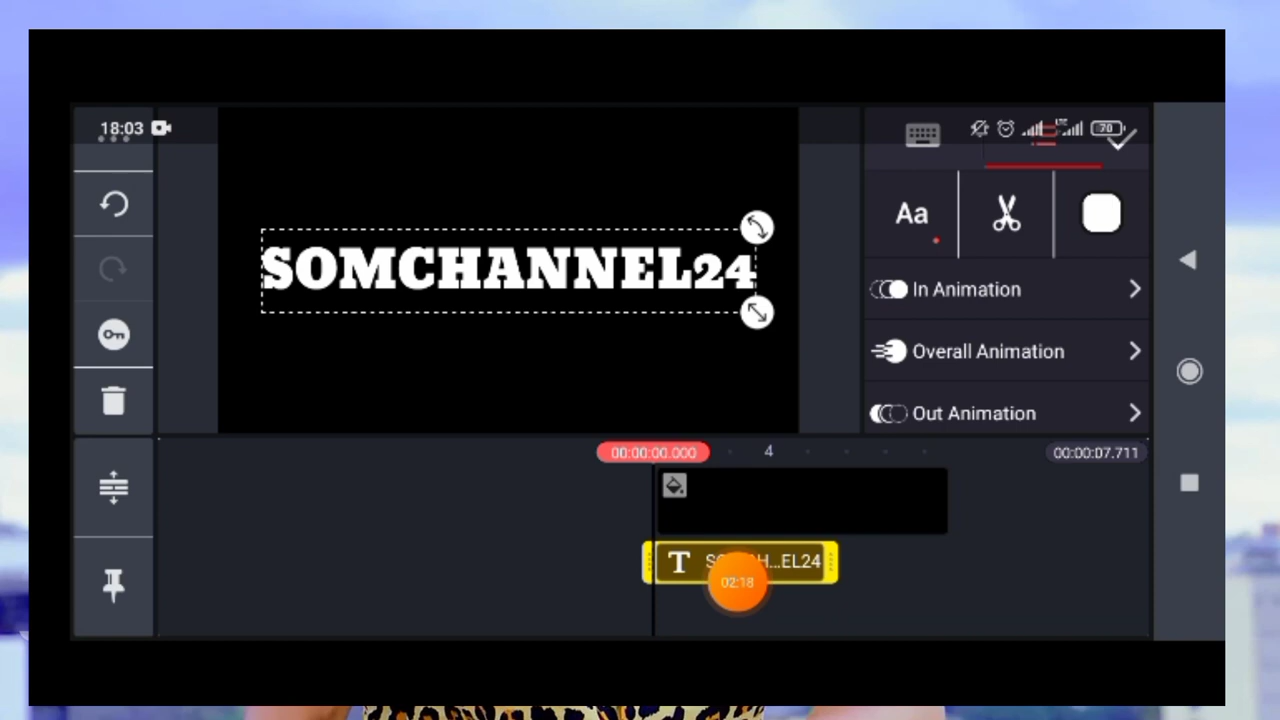 18:03
70
Aa
SOMCHANNEL24
In Animation
Overall Animation
Out Animation
00:00:00.000
4
00:00:07.711
T
02:18